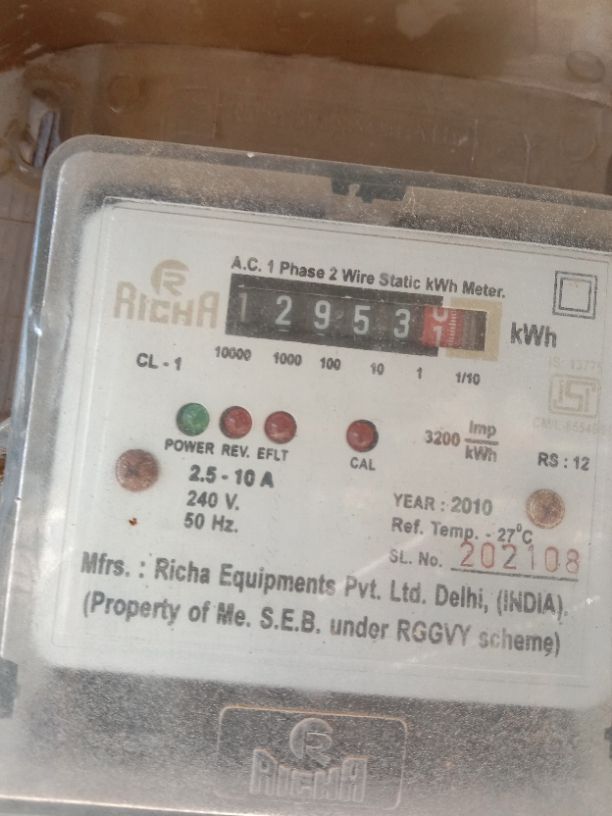 A.C. 1 Phase 2 Wire Static kWh Meter.
RICHA
12953 kWh
CL - 1
10000 1000 100 10 1 1/10
POWER REV. EFLT CAL
3200 Imp
kWh
RS : 12
2.5 - 10 A
240 V.
50 Hz.
YEAR : 2010
Ref. Temp. - 27°C
SL. No. 202108
Mfrs. : Richa Equipments Pvt. Ltd. Delhi, (INDIA).
(Property of Me. S.E.B. under RGGVY scheme)
RICHA